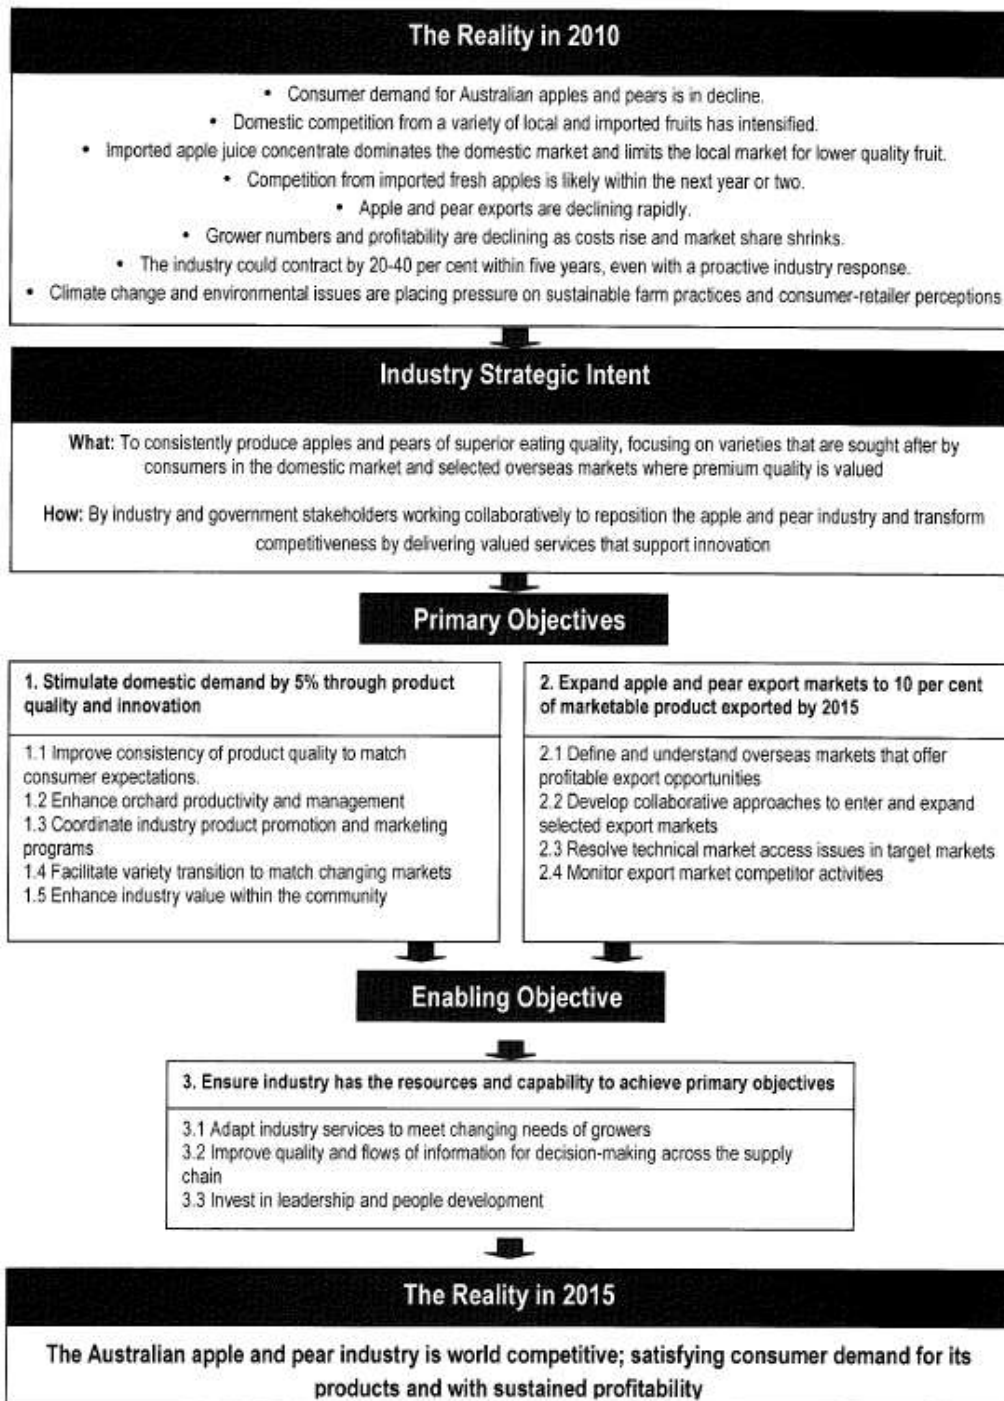 The Reality in 2010
• Consumer demand for Australian apples and pears is in decline.
• Domestic competition from a variety of local and imported fruits has intensified.
• Imported apple juice concentrate dominates the domestic market and limits the local market for lower quality fruit.
• Competition from imported fresh apples is likely within the next year or two.
• Apple and pear exports are declining rapidly.
• Grower numbers and profitability are declining as costs rise and market share shrinks.
• The industry could contract by 20-40 per cent within five years, even with a proactive industry response.
• Climate change and environmental issues are placing pressure on sustainable farm practices and consumer-retailer perceptions
Industry Strategic Intent
What: To consistently produce apples and pears of superior eating quality, focusing on varieties that are sought after by
consumers in the domestic market and selected overseas markets where premium quality is valued
How: By industry and government stakeholders working collaboratively to reposition the apple and pear industry and transform
competitiveness by delivering valued services that support innovation
Primary Objectives
1. Stimulate domestic demand by 5% through product
quality and innovation
1.1 Improve consistency of product quality to match
consumer expectations.
1.2 Enhance orchard productivity and management
1.3 Coordinate industry product promotion and marketing
programs
1.4 Facilitate variety transition to match changing markets
1.5 Enhance industry value within the community
2. Expand apple and pear export markets to 10 per cent
of marketable product exported by 2015
2.1 Define and understand overseas markets that offer
profitable export opportunities
2.2 Develop collaborative approaches to enter and expand
selected export markets
2.3 Resolve technical market access issues in target markets
2.4 Monitor export market competitor activities
Enabling Objective
3. Ensure industry has the resources and capability to achieve primary objectives
3.1 Adapt industry services to meet changing needs of growers
3.2 Improve quality and flows of information for decision-making across the supply
chain
3.3 Invest in leadership and people development
The Reality in 2015
The Australian apple and pear industry is world competitive; satisfying consumer demand for its
products and with sustained profitability